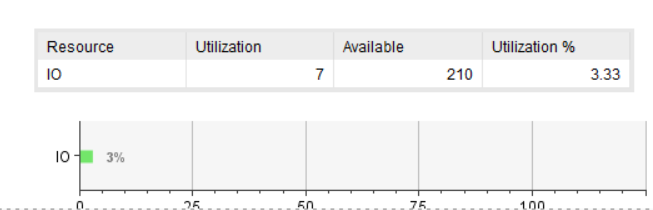 Resource Utilization Available Utilization %
IO 7 210 3.33
IO 3%
0 25 50 75 100